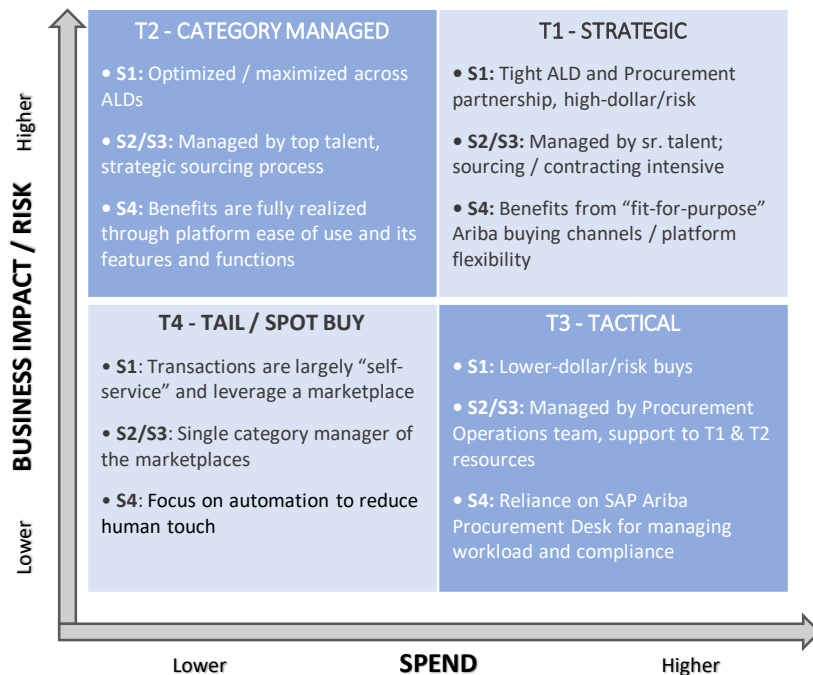 T2 - CATEGORY MANAGED
• S1: Optimized / maximized across
ALDs
• S2/S3: Managed by top talent,
strategic sourcing process
• S4: Benefits are fully realized
through platform ease of use and its
features and functions
T1 - STRATEGIC
• S1: Tight ALD and Procurement
partnership, high-dollar/risk
• S2/S3: Managed by sr. talent;
sourcing / contracting intensive
• S4: Benefits from “fit-for-purpose”
Ariba buying channels / platform
flexibility
T4 - TAIL / SPOT BUY
• S1: Transactions are largely “self-
service” and leverage a marketplace
• S2/S3: Single category manager of
the marketplaces
• S4: Focus on automation to reduce
human touch
T3 - TACTICAL
• S1: Lower-dollar/risk buys
• S2/S3: Managed by Procurement
Operations team, support to T1 & T2
resources
• S4: Reliance on SAP Ariba
Procurement Desk for managing
workload and compliance
Higher
BUSINESS IMPACT / RISK
Lower
Lower
SPEND
Higher